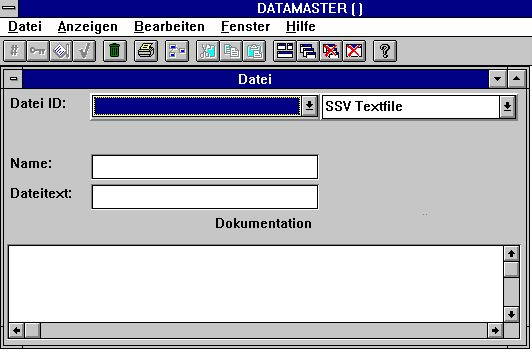 DATAMASTER ()
Datei Anzeigen Bearbeiten Fenster Hilfe
# ?
Datei
Datei ID: SSV Textfile
Name:
Dateitext:
Dokumentation